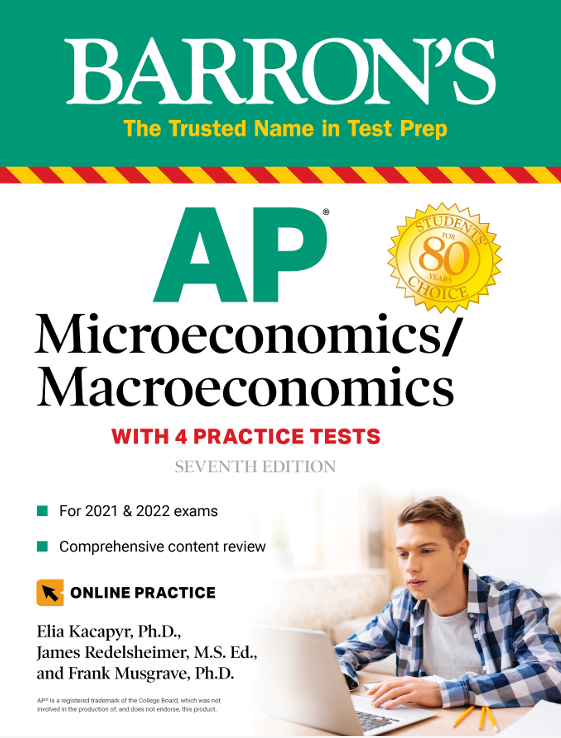 BARRON'S
The Trusted Name in Test Prep
AP®
STUDENTS'
FOR
80
YEARS
CHOICE
Microeconomics/
Macroeconomics
WITH 4 PRACTICE TESTS
SEVENTH EDITION
For 2021 & 2022 exams
Comprehensive content review
ONLINE PRACTICE
Elia Kacapyr, Ph.D.,
James Redelsheimer, M.S. Ed.,
and Frank Musgrave, Ph.D.
AP® is a registered trademark of the College Board, which was not
involved in the production of, and does not endorse, this product.